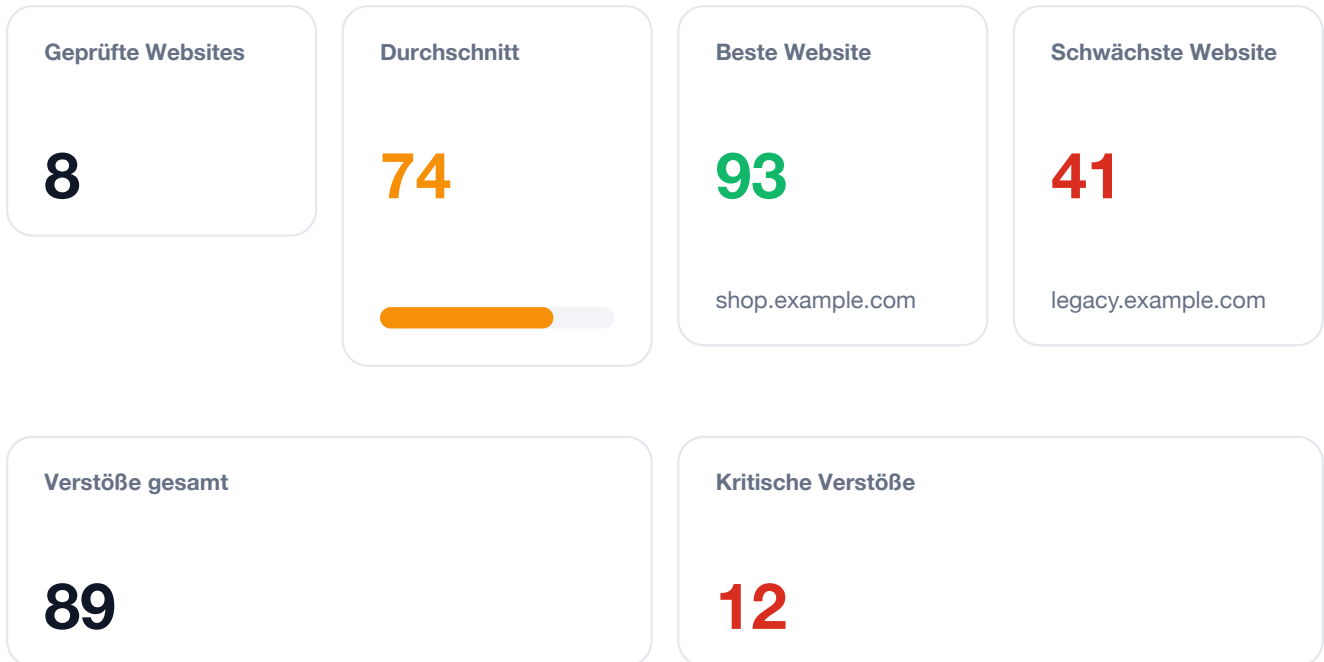 Geprüfte Websites
8
Durchschnitt
74
Beste Website
93
shop.example.com
Schwächste Website
41
legacy.example.com
Verstöße gesamt
89
Kritische Verstöße
12